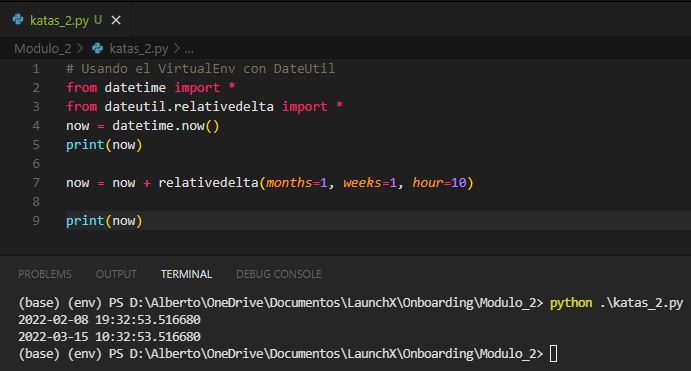 katas_2.py U ×
Modulo_2 > katas_2.py > ...
1 # Usando el VirtualEnv con DateUtil
2 from datetime import *
3 from dateutil.relativedelta import *
4 now = datetime.now()
5 print(now)
6
7 now = now + relativedelta(months=1, weeks=1, hour=10)
8
9 print(now)
PROBLEMS OUTPUT TERMINAL DEBUG CONSOLE
(base) (env) PS D:\Alberto\OneDrive\Documentos\LaunchX\Onboarding\Modulo_2> python .\katas_2.py
2022-02-08 19:32:53.516680
2022-03-15 10:32:53.516680
(base) (env) PS D:\Alberto\OneDrive\Documentos\LaunchX\Onboarding\Modulo_2>